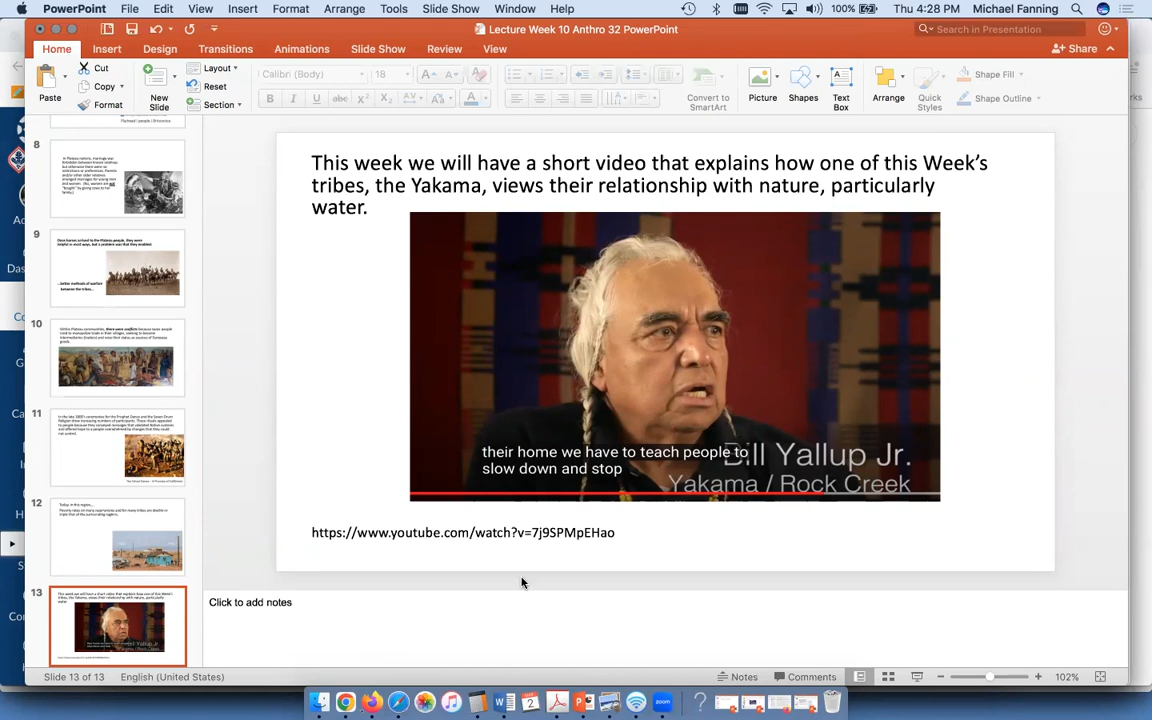 PowerPoint File Edit View Insert Format Arrange Tools Slide Show Window Help 100% Thu 4:28 PM Michael Fanning
Lecture Week 10 Anthro 32 PowerPoint
Search in Presentation
Home Insert Design Transitions Animations Slide Show Review View
Share
Paste
Cut
Copy
Format
New Slide
Layout
Reset
Section
Calibri (Body) 18
Convert to SmartArt
Picture
Shapes
Text Box
Arrange
Quick Styles
Shape Fill
Shape Outline
8
9
10
11
12
Today in this region...
13
This week we will have a short video that explains how one of this Week's
tribes, the Yakama, views their relationship with nature, particularly
water.
their home we have to teach people to
slow down and stop
Bill Yallup Jr.
Yakama / Rock Creek
https://www.youtube.com/watch?v=7j9SPMpEHao
Click to add notes
Slide 13 of 13 English (United States) Notes Comments 102%